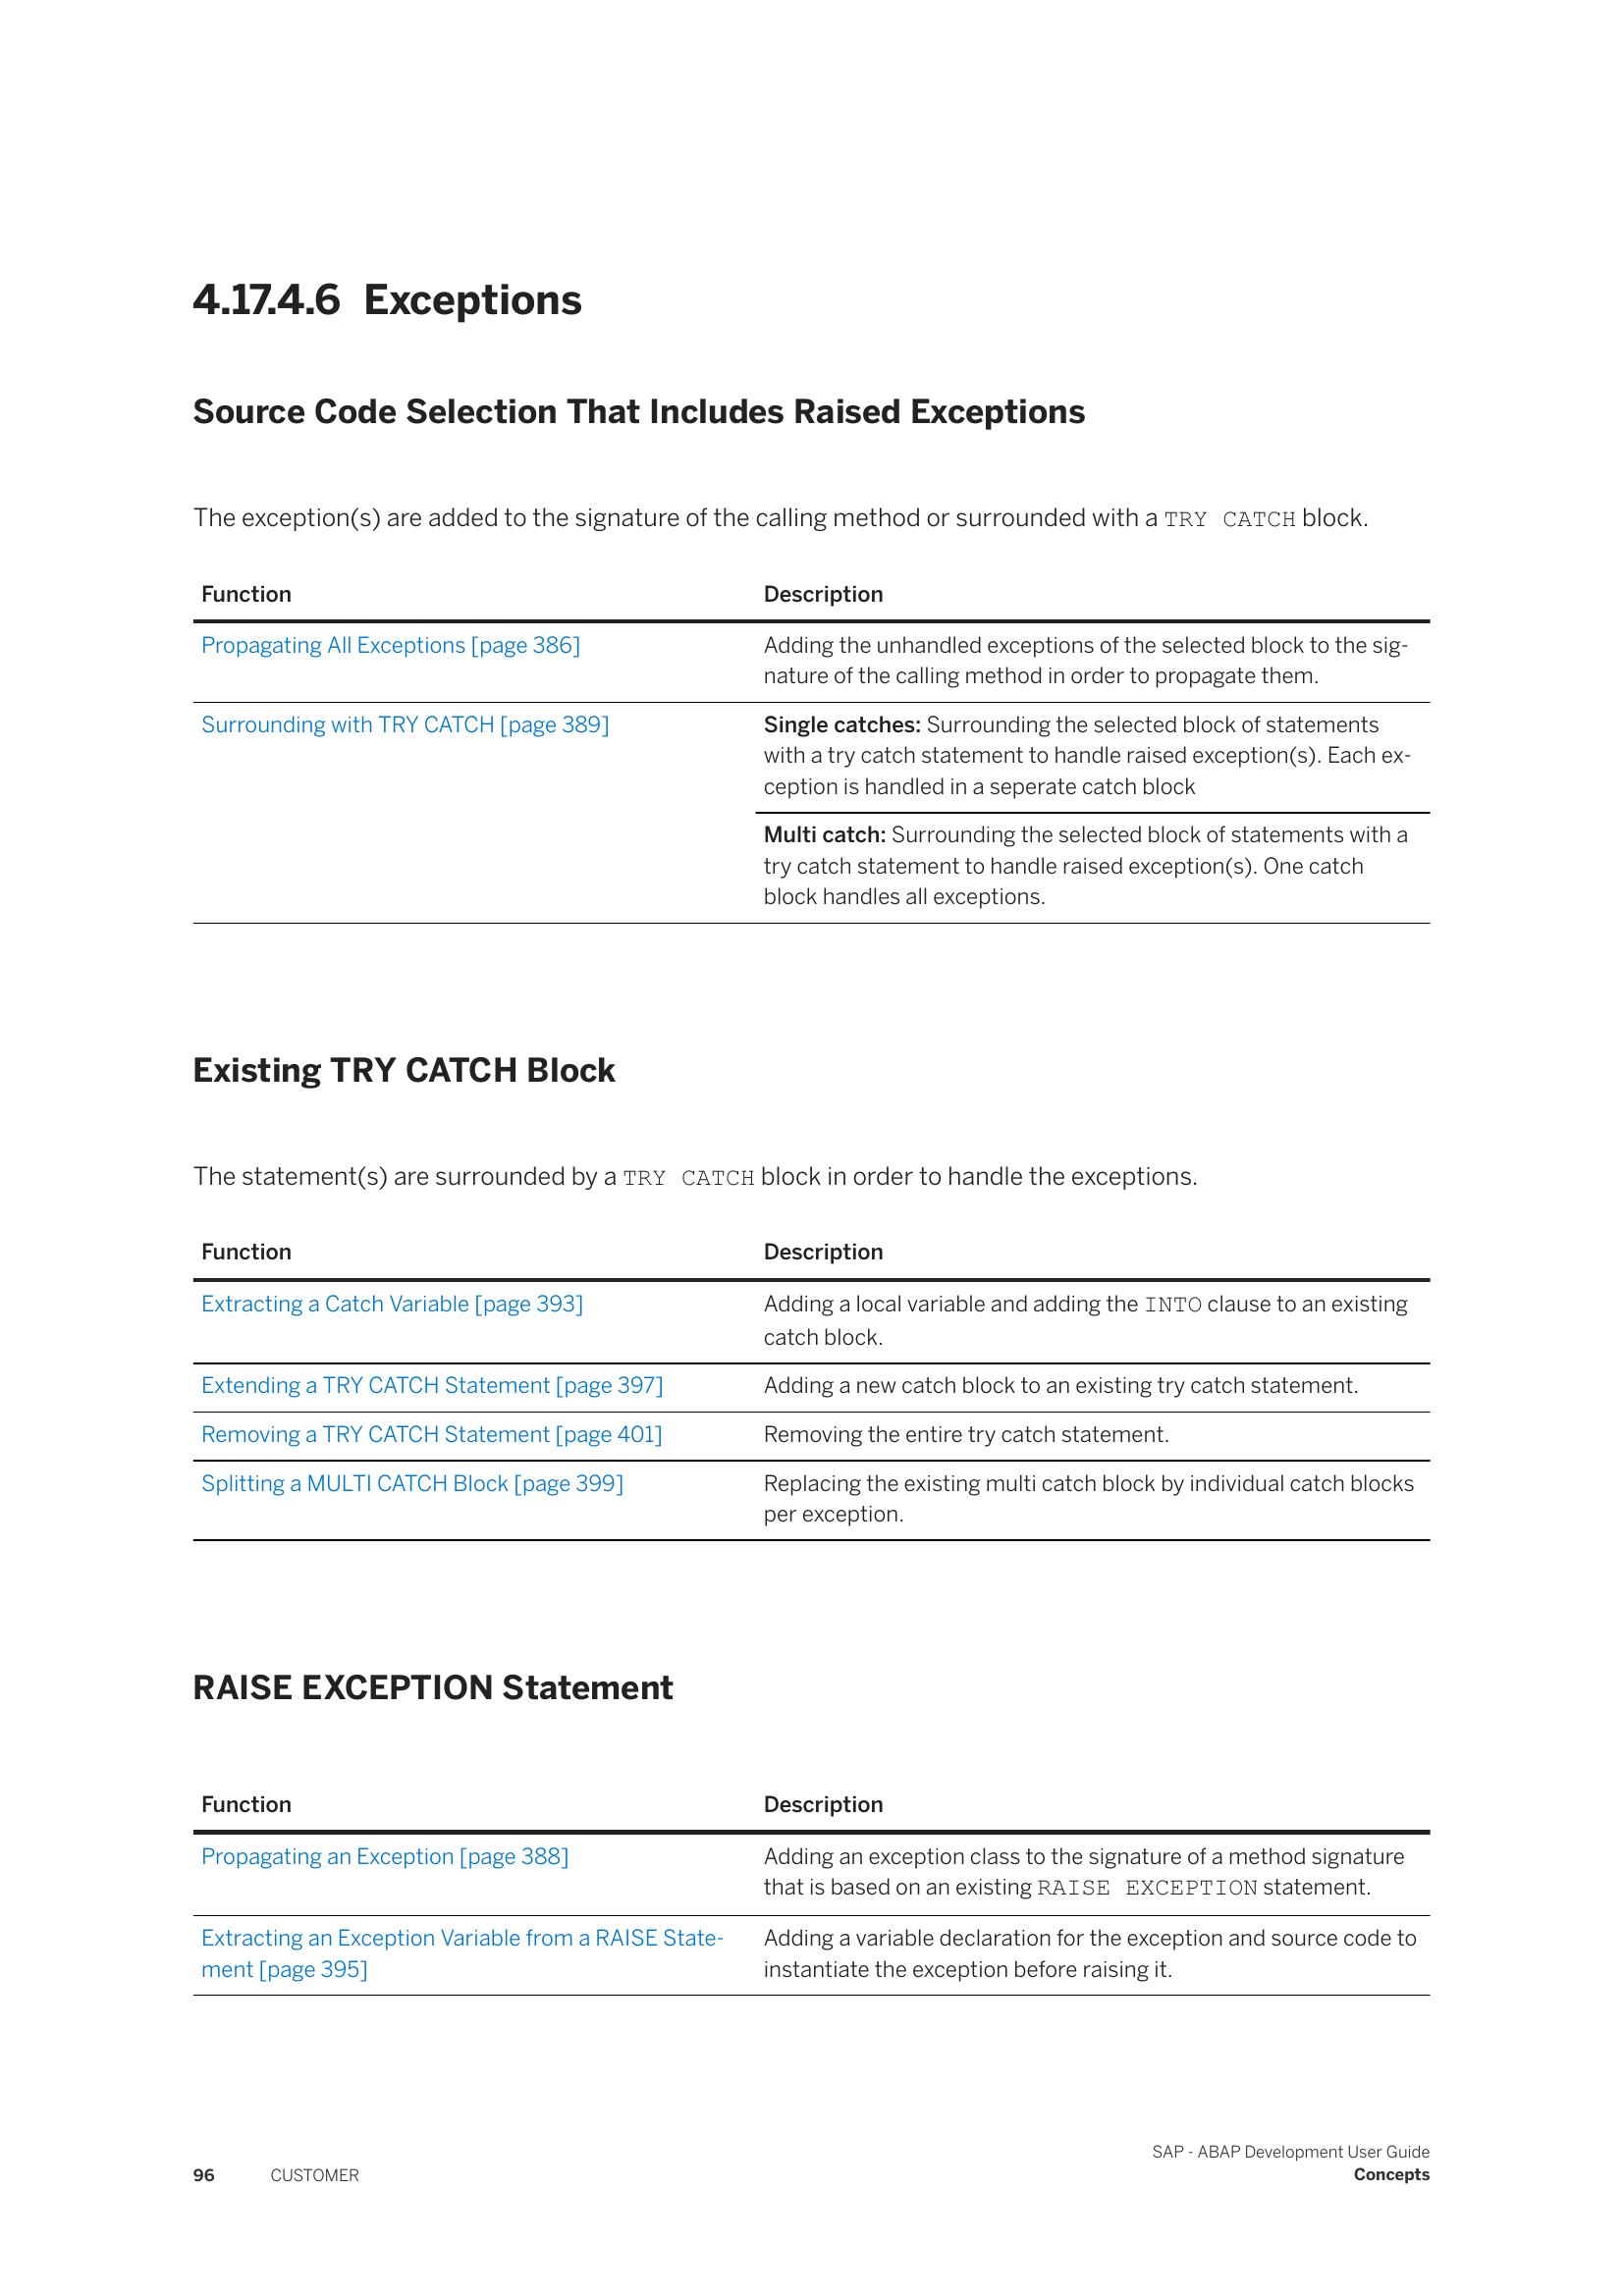 4.17.4.6 Exceptions
Source Code Selection That Includes Raised Exceptions
The exception(s) are added to the signature of the calling method or surrounded with a TRY CATCH block.
Function
Description
Propagating All Exceptions [page 386]
Adding the unhandled exceptions of the selected block to the sig-
nature of the calling method in order to propagate them.
Surrounding with TRY CATCH [page 389]
Single catches: Surrounding the selected block of statements
with a try catch statement to handle raised exception(s). Each ex-
ception is handled in a seperate catch block
Multi catch: Surrounding the selected block of statements with a
try catch statement to handle raised exception(s). One catch
block handles all exceptions.
Existing TRY CATCH Block
The statement(s) are surrounded by a TRY CATCH block in order to handle the exceptions.
Function
Description
Extracting a Catch Variable [page 393]
Adding a local variable and adding the INTO clause to an existing
catch block.
Extending a TRY CATCH Statement [page 397]
Adding a new catch block to an existing try catch statement.
Removing a TRY CATCH Statement [page 401]
Removing the entire try catch statement.
Splitting a MULTI CATCH Block [page 399]
Replacing the existing multi catch block by individual catch blocks
per exception.
RAISE EXCEPTION Statement
Function
Description
Propagating an Exception [page 388]
Adding an exception class to the signature of a method signature
that is based on an existing RAISE EXCEPTION statement.
Extracting an Exception Variable from a RAISE State-
ment [page 395]
Adding a variable declaration for the exception and source code to
instantiate the exception before raising it.
96
CUSTOMER
SAP - ABAP Development User Guide
Concepts